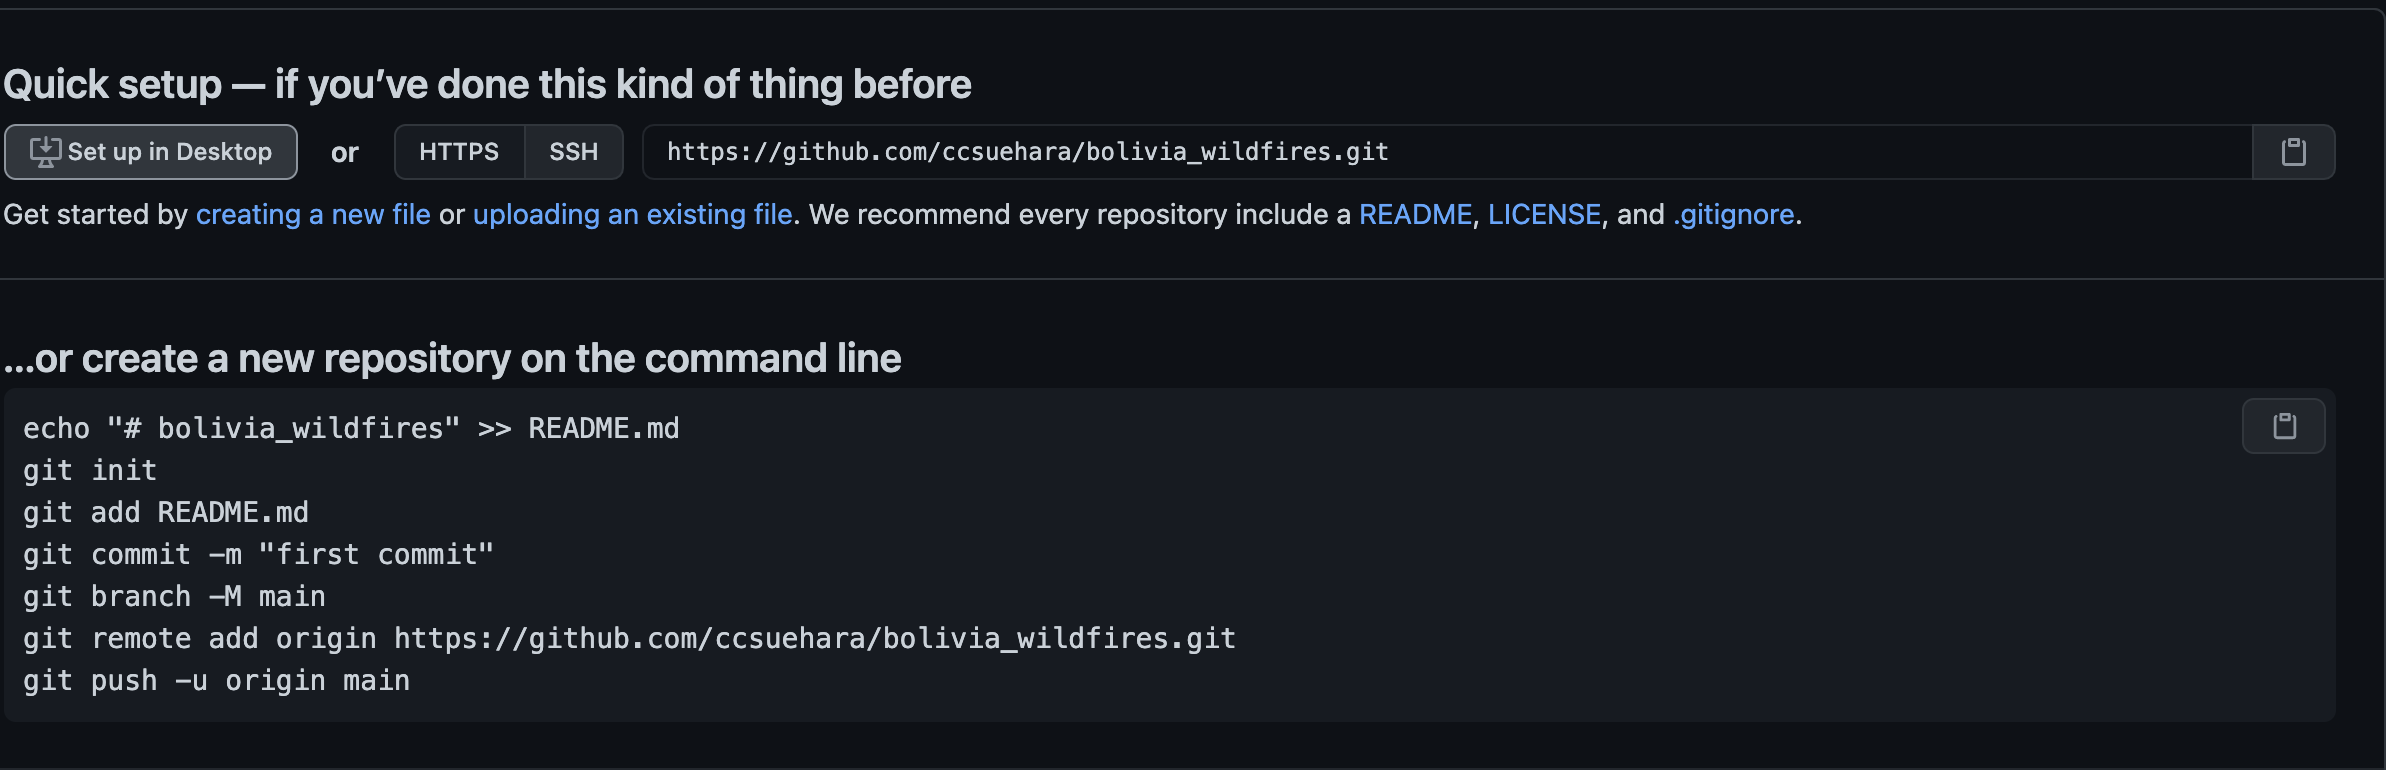 Quick setup — if you’ve done this kind of thing before
Set up in Desktop or HTTPS SSH https://github.com/ccsuehara/bolivia_wildfires.git
Get started by creating a new file or uploading an existing file. We recommend every repository include a README, LICENSE, and .gitignore.
…or create a new repository on the command line
echo "# bolivia_wildfires" >> README.md
git init
git add README.md
git commit -m "first commit"
git branch -M main
git remote add origin https://github.com/ccsuehara/bolivia_wildfires.git
git push -u origin main